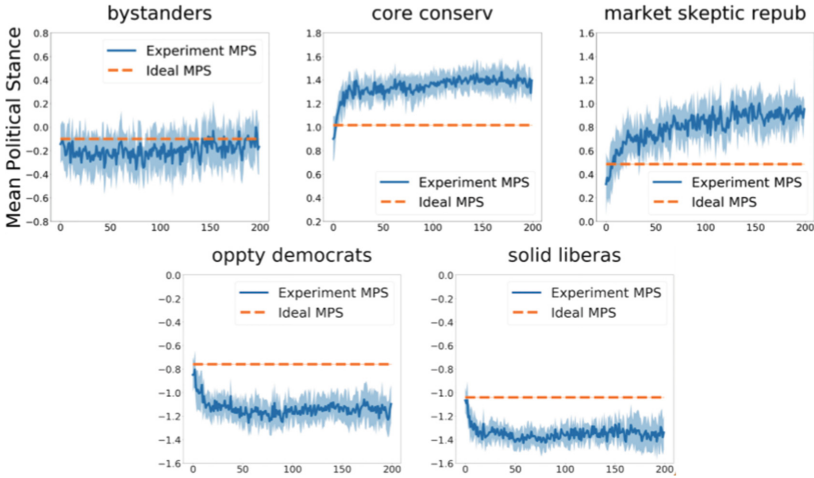 bystanders
core conserv
market skeptic repub
Mean Political Stance
0.8
0.6
0.4
0.2
0.0
−0.2
−0.4
−0.6
−0.8
Experiment MPS
Ideal MPS
0 50 100 150 200
1.8
1.6
1.4
1.2
1.0
0.8
0.6
0.4
0.2
Experiment MPS
Ideal MPS
0 50 100 150 200
1.6
1.4
1.2
1.0
0.8
0.6
0.4
0.2
0.0
Experiment MPS
Ideal MPS
0 50 100 150 200
oppty democrats
solid liberas
0.0
−0.2
−0.4
−0.6
−0.8
−1.0
−1.2
−1.4
−1.6
Experiment MPS
Ideal MPS
0 50 100 150 200
0.0
−0.2
−0.4
−0.6
−0.8
−1.0
−1.2
−1.4
−1.6
Experiment MPS
Ideal MPS
0 50 100 150 200